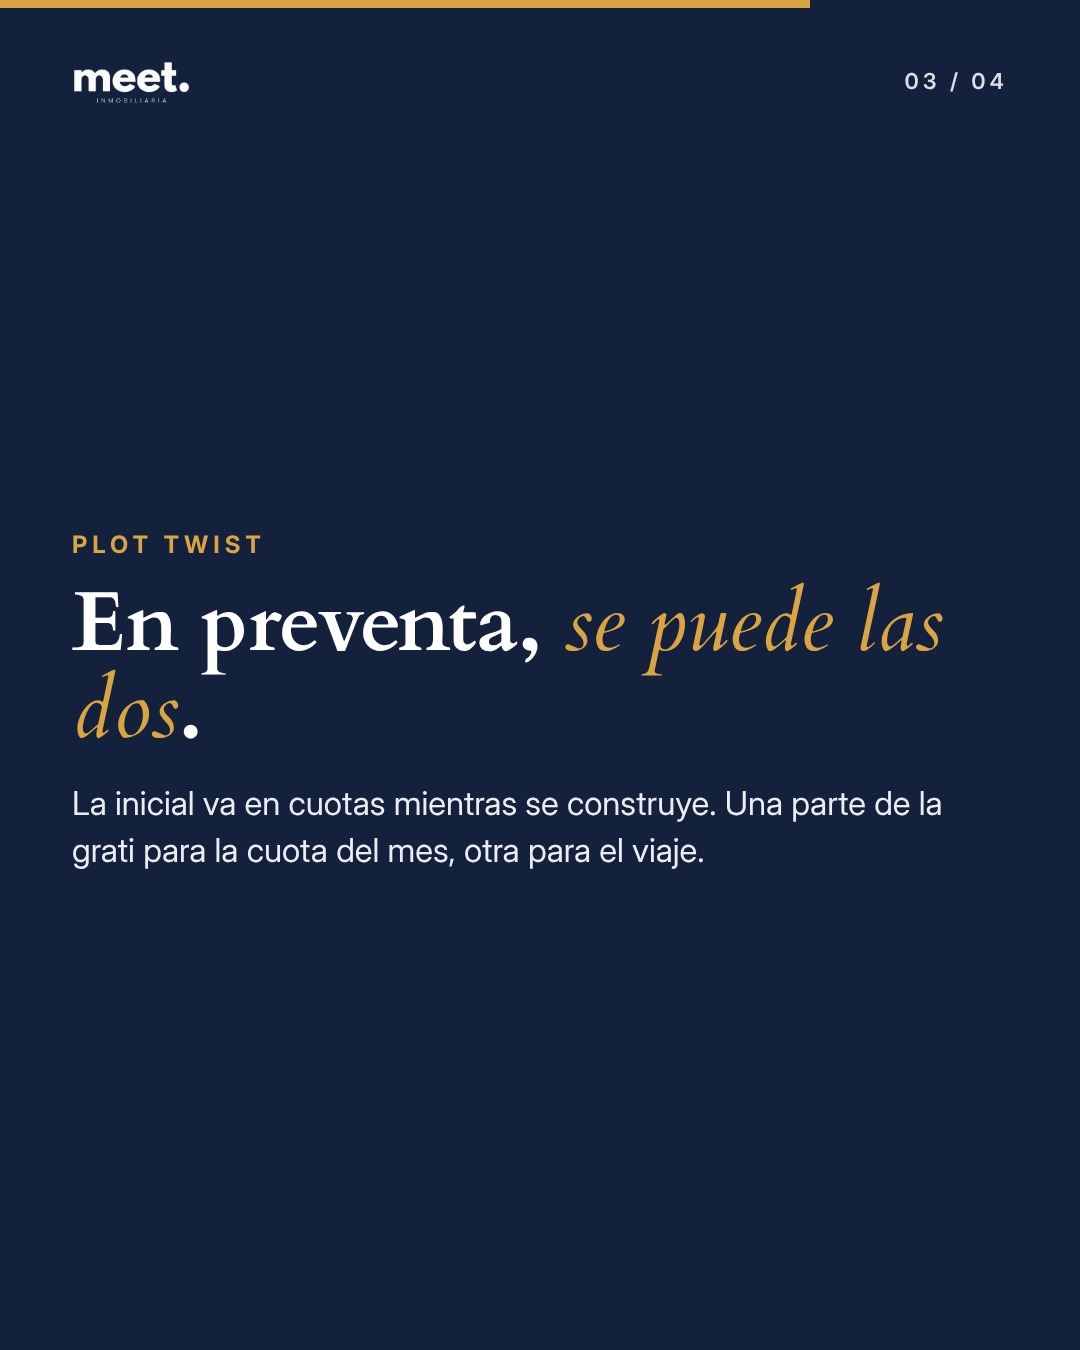 meet.
INMOBILIARIA
03 / 04
PLOT TWIST
En preventa, se puede las
dos.
La inicial va en cuotas mientras se construye. Una parte de la
grati para la cuota del mes, otra para el viaje.